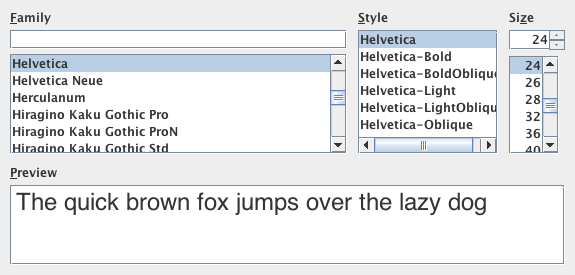 Family
Style
Size
24
Helvetica
Helvetica Neue
Herculanum
Hiragino Kaku Gothic Pro
Hiragino Kaku Gothic ProN
Hiragino Kaku Gothic Std
Helvetica
Helvetica-Bold
Helvetica-BoldOblique
Helvetica-Light
Helvetica-LightOblique
Helvetica-Oblique
24
26
28
32
36
40
Preview
The quick brown fox jumps over the lazy dog